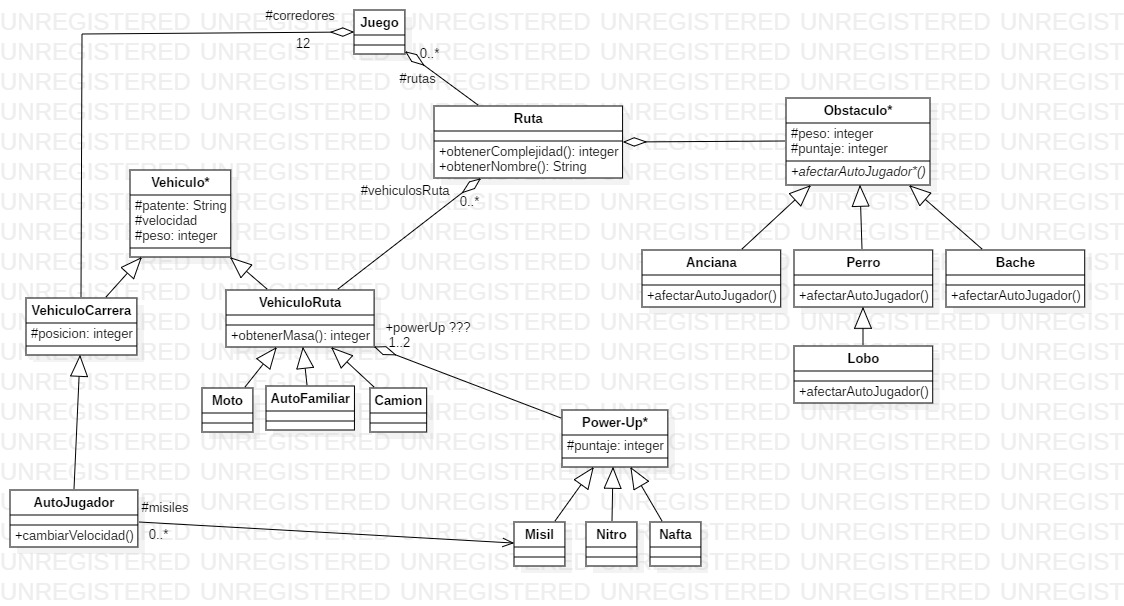 #corredores
12
Juego
0..*
#rutas
Ruta
+obtenerComplejidad(): integer
+obtenerNombre(): String
Obstaculo*
#peso: integer
#puntaje: integer
+afectarAutoJugador*()
#vehiculosRuta
0..*
Vehiculo*
#patente: String
#velocidad
#peso: integer
Anciana
+afectarAutoJugador()
Perro
+afectarAutoJugador()
Bache
+afectarAutoJugador()
VehiculoCarrera
#posicion: integer
VehiculoRuta
+obtenerMasa(): integer
+powerUp ???
1..2
Lobo
+afectarAutoJugador()
Moto
AutoFamiliar
Camion
Power-Up*
#puntaje: integer
AutoJugador
+cambiarVelocidad()
#misiles
0..*
Misil
Nitro
Nafta
UNREGISTERED UNREGISTERED UNREGISTERED UNREGISTERED UNREGISTERED UNREGIST